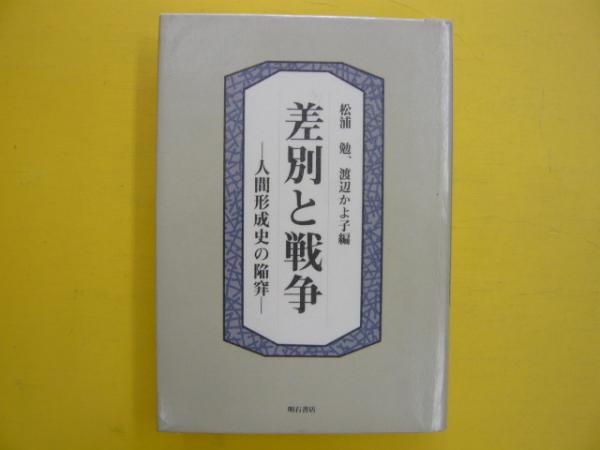 松浦 勉、渡辺かよ子編
差別と戦争
―人間形成史の陥穽―
明石書店